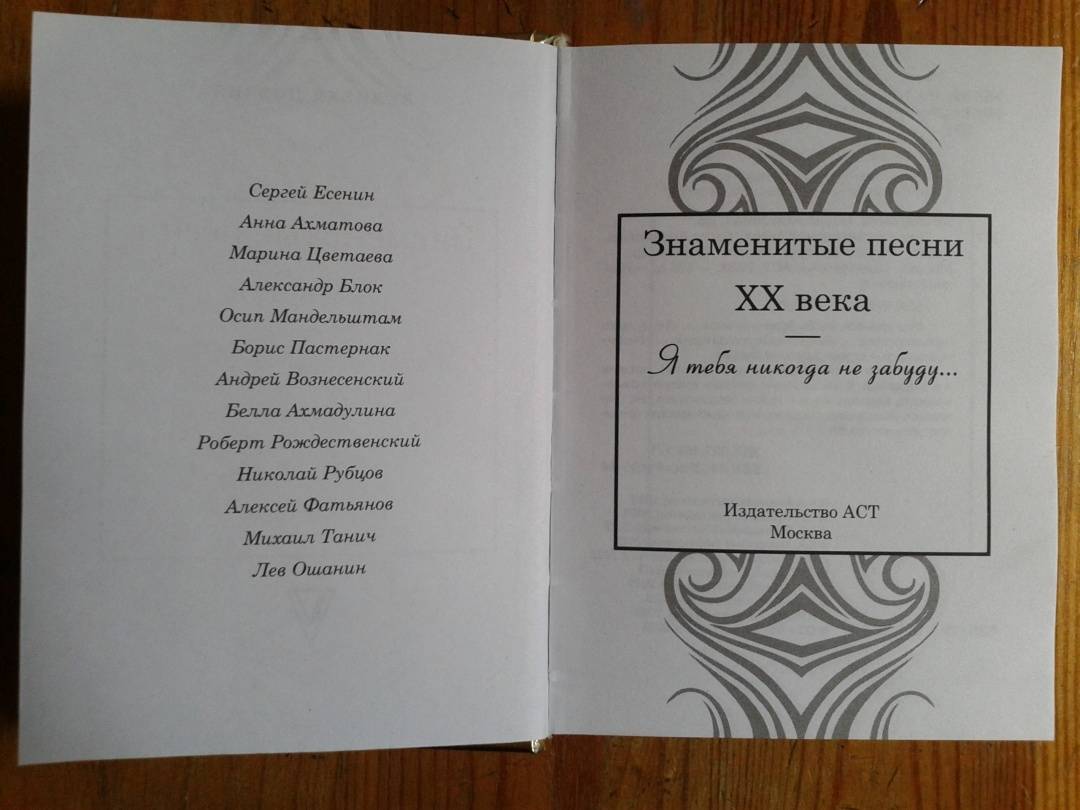 Сергей Есенин
Анна Ахматова
Марина Цветаева
Александр Блок
Осип Мандельштам
Борис Пастернак
Андрей Вознесенский
Белла Ахмадулина
Роберт Рождественский
Николай Рубцов
Алексей Фатьянов
Михаил Танич
Лев Ошанин
Знаменитые песни
XX века
Я тебя никогда не забуду...
Издательство АСТ
Москва